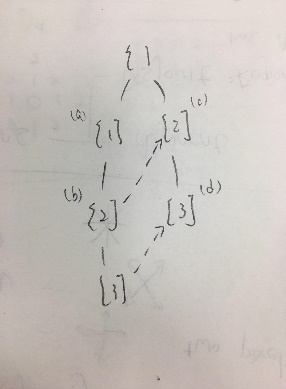 { }
(a) {1} {2} (c)
(b) {2} {3} (d)
{3}